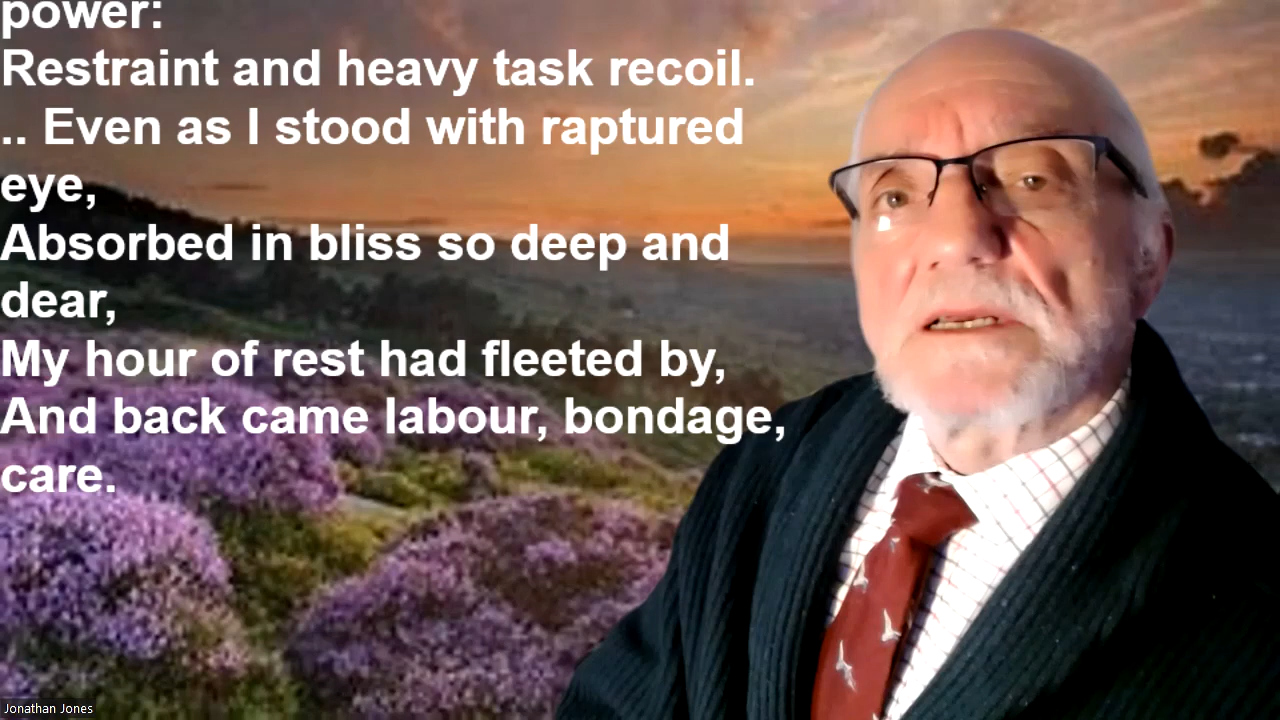 power:
Restraint and heavy task recoil.
.. Even as I stood with raptured
eye,
Absorbed in bliss so deep and
dear,
My hour of rest had fleeted by,
And back came labour, bondage,
care.
Jonathan Jones